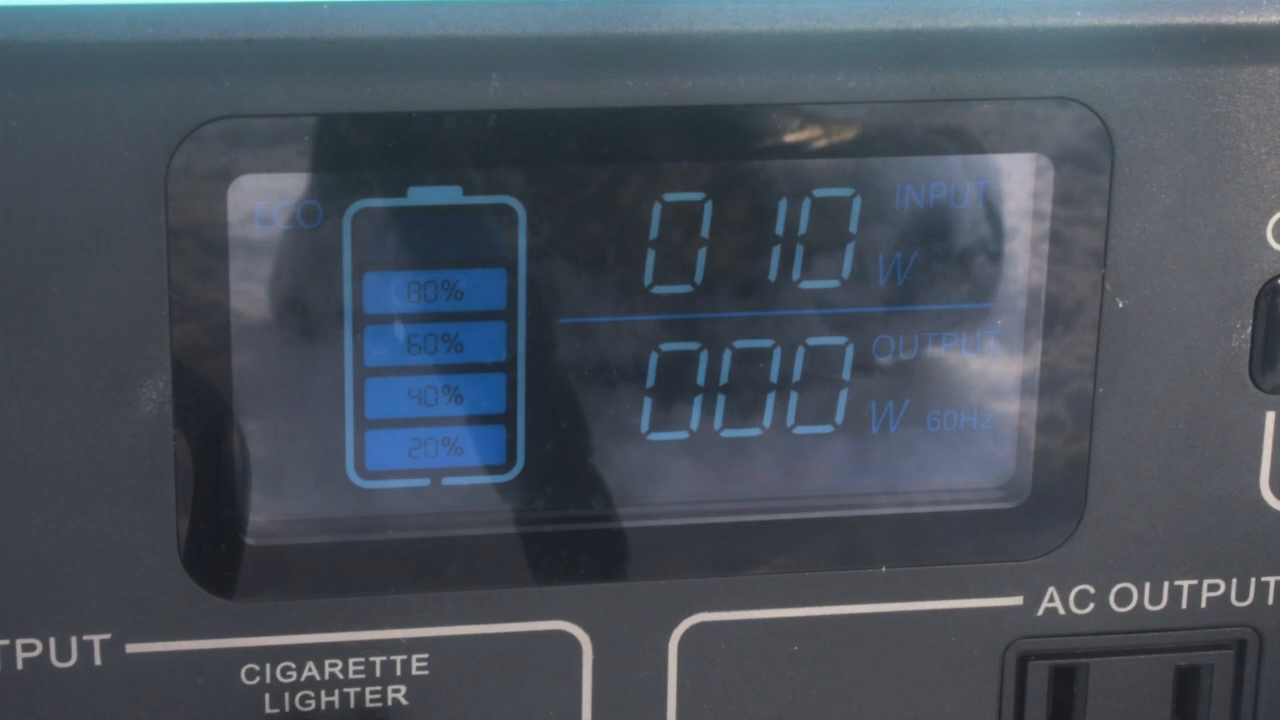 ECO
80%
60%
40%
20%
010 W INPUT
000 W OUTPUT
60Hz
TPUT
CIGARETTE
LIGHTER
AC OUTPUT